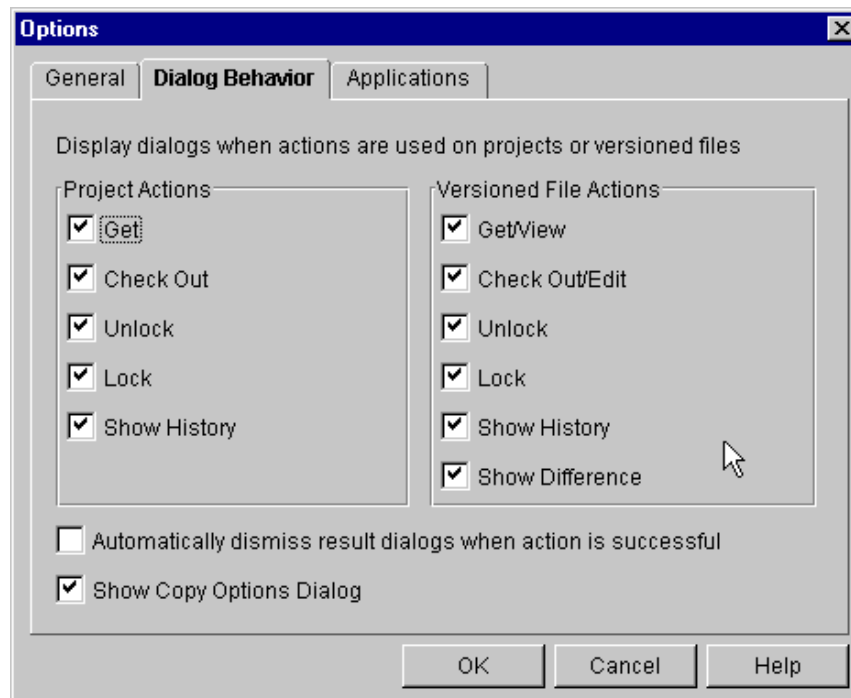 Options
General Dialog Behavior Applications
Display dialogs when actions are used on projects or versioned files
Project Actions
Get
Check Out
Unlock
Lock
Show History
Versioned File Actions
Get/View
Check Out/Edit
Unlock
Lock
Show History
Show Difference
Automatically dismiss result dialogs when action is successful
Show Copy Options Dialog
OK Cancel Help